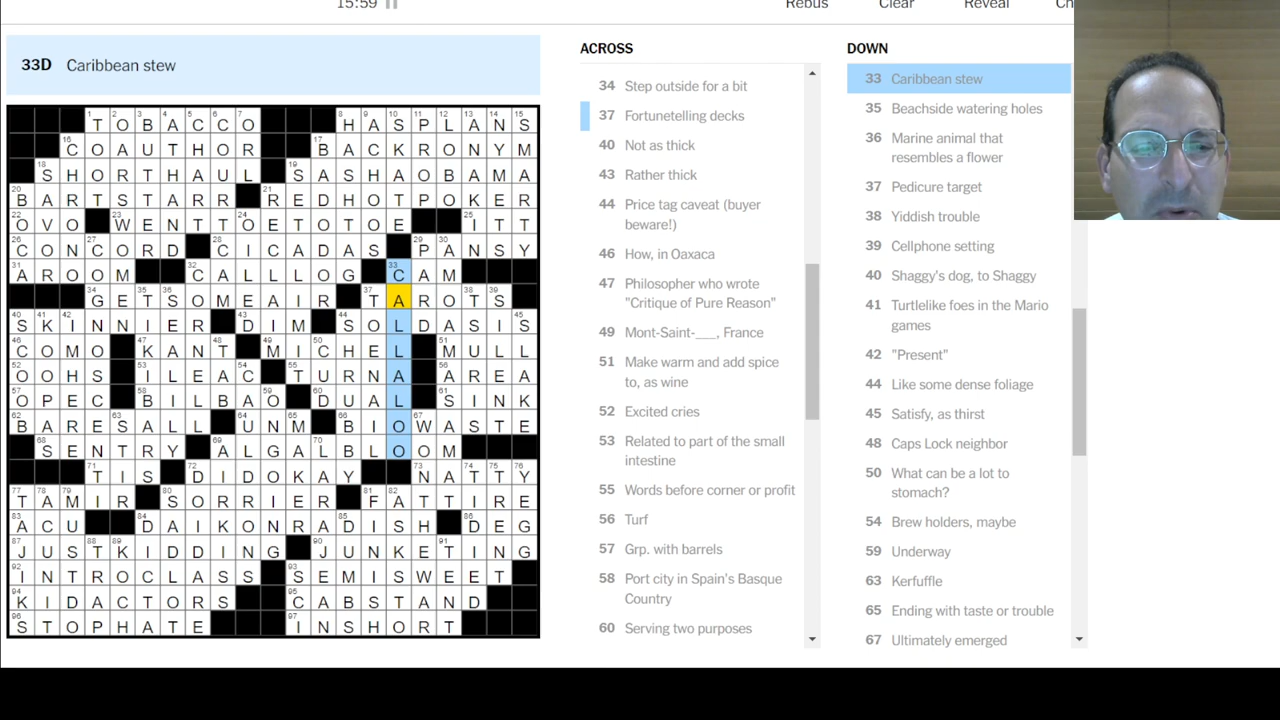 15:59
Rebus Clear Reveal Ch
33D Caribbean stew
ACROSS
34 Step outside for a bit
37 Fortunetelling decks
40 Not as thick
43 Rather thick
44 Price tag caveat (buyer
beware!)
46 How, in Oaxaca
47 Philosopher who wrote
"Critique of Pure Reason"
49 Mont-Saint-___, France
51 Make warm and add spice
to, as wine
52 Excited cries
53 Related to part of the small
intestine
55 Words before corner or profit
56 Turf
57 Grp. with barrels
58 Port city in Spain's Basque
Country
60 Serving two purposes
DOWN
33 Caribbean stew
35 Beachside watering holes
36 Marine animal that
resembles a flower
37 Pedicure target
38 Yiddish trouble
39 Cellphone setting
40 Shaggy's dog, to Shaggy
41 Turtlelike foes in the Mario
games
42 "Present"
44 Like some dense foliage
45 Satisfy, as thirst
48 Caps Lock neighbor
50 What can be a lot to
stomach?
54 Brew holders, maybe
59 Underway
63 Kerfuffle
65 Ending with taste or trouble
67 Ultimately emerged
TOBACCO HASPLANS
COAUTHOR BACKRONYM
SHORTHAUL SASHAOBAMA
BARTSTARR REDHOTPOKER
OVO WENTTOETOTOE ITT
CONCORD CICADAS PANSY
AROOM CALLLOG CAM
GETSOMEAIR TAROTS
SKINNIER DIM SOLDASIS
COMO KANT MICHEL MULL
OOHS ILEAC TURNA AREA
OPEC BILBAO DUAL SINK
BARESALL UNM BIOWASTE
SENTRY ALGALBLOOM
TIS DIDOKAY NATTY
TAMIR SORRIER FATTIRE
ACU DAIKONRADISH DEG
JUSTKIDDING JUNKETING
INTROCLASS SEMISWEET
KIDACTORS CABSTAND
STOPHATE INSHORT